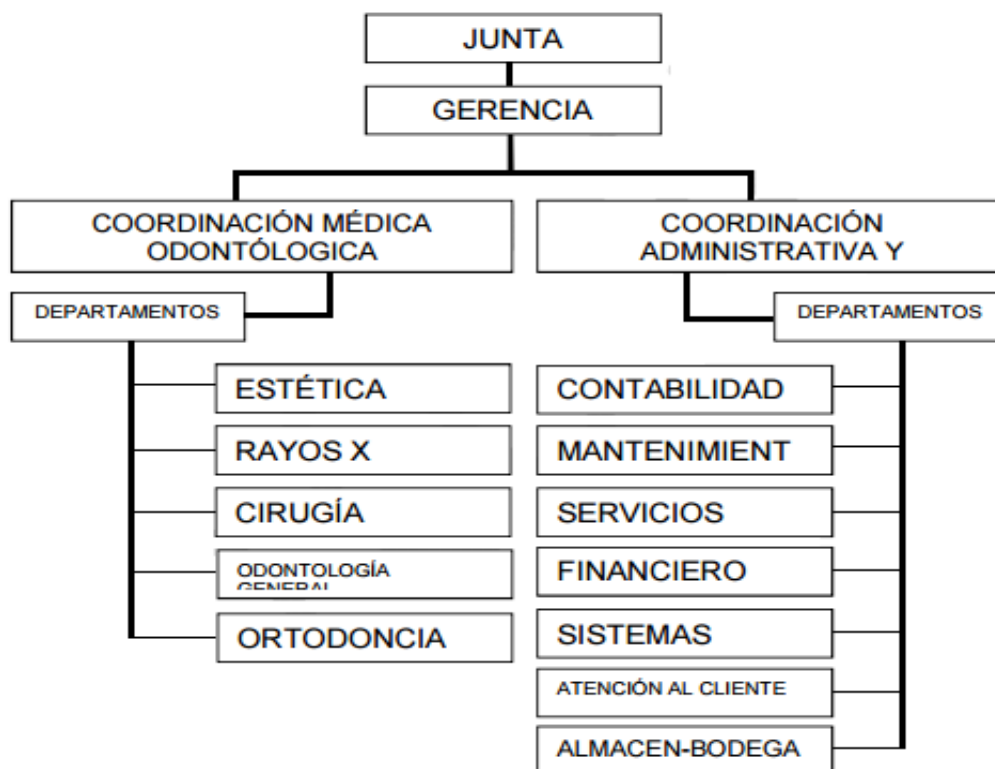 JUNTA
GERENCIA
COORDINACIÓN MÉDICA
ODONTÓLOGICA
COORDINACIÓN
ADMINISTRATIVA Y
DEPARTAMENTOS
DEPARTAMENTOS
ESTÉTICA
RAYOS X
CIRUGÍA
ODONTOLOGÍA
GENERAL
ORTODONCIA
CONTABILIDAD
MANTENIMIENT
SERVICIOS
FINANCIERO
SISTEMAS
ATENCIÓN AL CLIENTE
ALMACEN-BODEGA